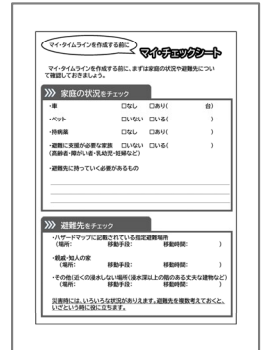 マイ・タイムラインを作成する前に
マイ・チェックシート
マイ・タイムラインを作成する前に、まずは家庭の状況や避難先について確認しておきましょう。
家庭の状況をチェック
・車 □なし □あり( 台)
・ペット □いない □いる( )
・持病薬 □なし □あり( )
・避難に支援が必要な家族 □いない □いる( )
(高齢者・障がい者・乳幼児・妊婦など)
・避難先に持っていく必要があるもの
避難先をチェック
・ハザードマップに記載されている指定避難場所
(場所: 移動手段: 移動時間: )
・親戚・知人の家
(場所: 移動手段: 移動時間: )
・その他(近くの浸水しない場所(浸水深以上の階のある丈夫な建物など)
(場所: 移動手段: 移動時間: )
災害時には、いろいろな状況がありえます。避難先を複数考えておくと、
いざという時に役に立ちます。